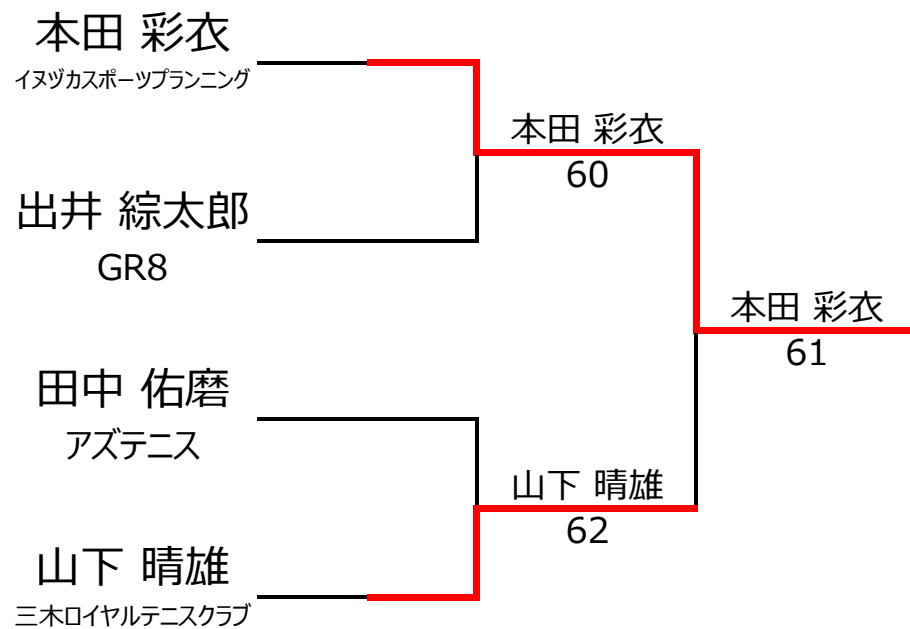 本田 彩衣
イヌヅカスポーツプランニング
本田 彩衣
60
出井 綜太郎
GR8
本田 彩衣
61
田中 佑磨
アズテニス
山下 晴雄
62
山下 晴雄
三木ロイヤルテニスクラブ